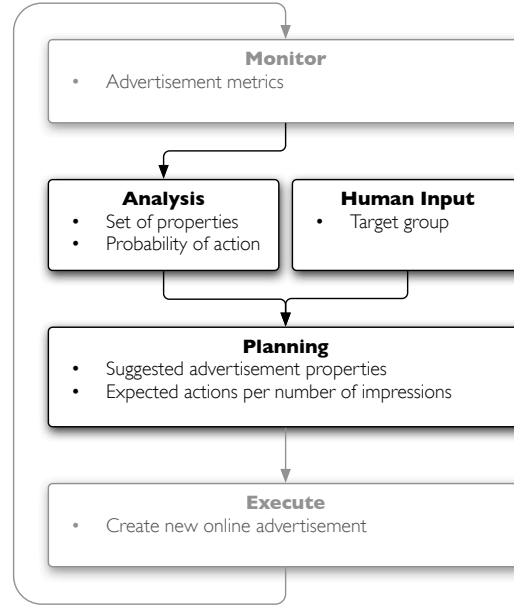 Monitor
• Advertisement metrics
Analysis
• Set of properties
• Probability of action
Human Input
• Target group
Planning
• Suggested advertisement properties
• Expected actions per number of impressions
Execute
• Create new online advertisement